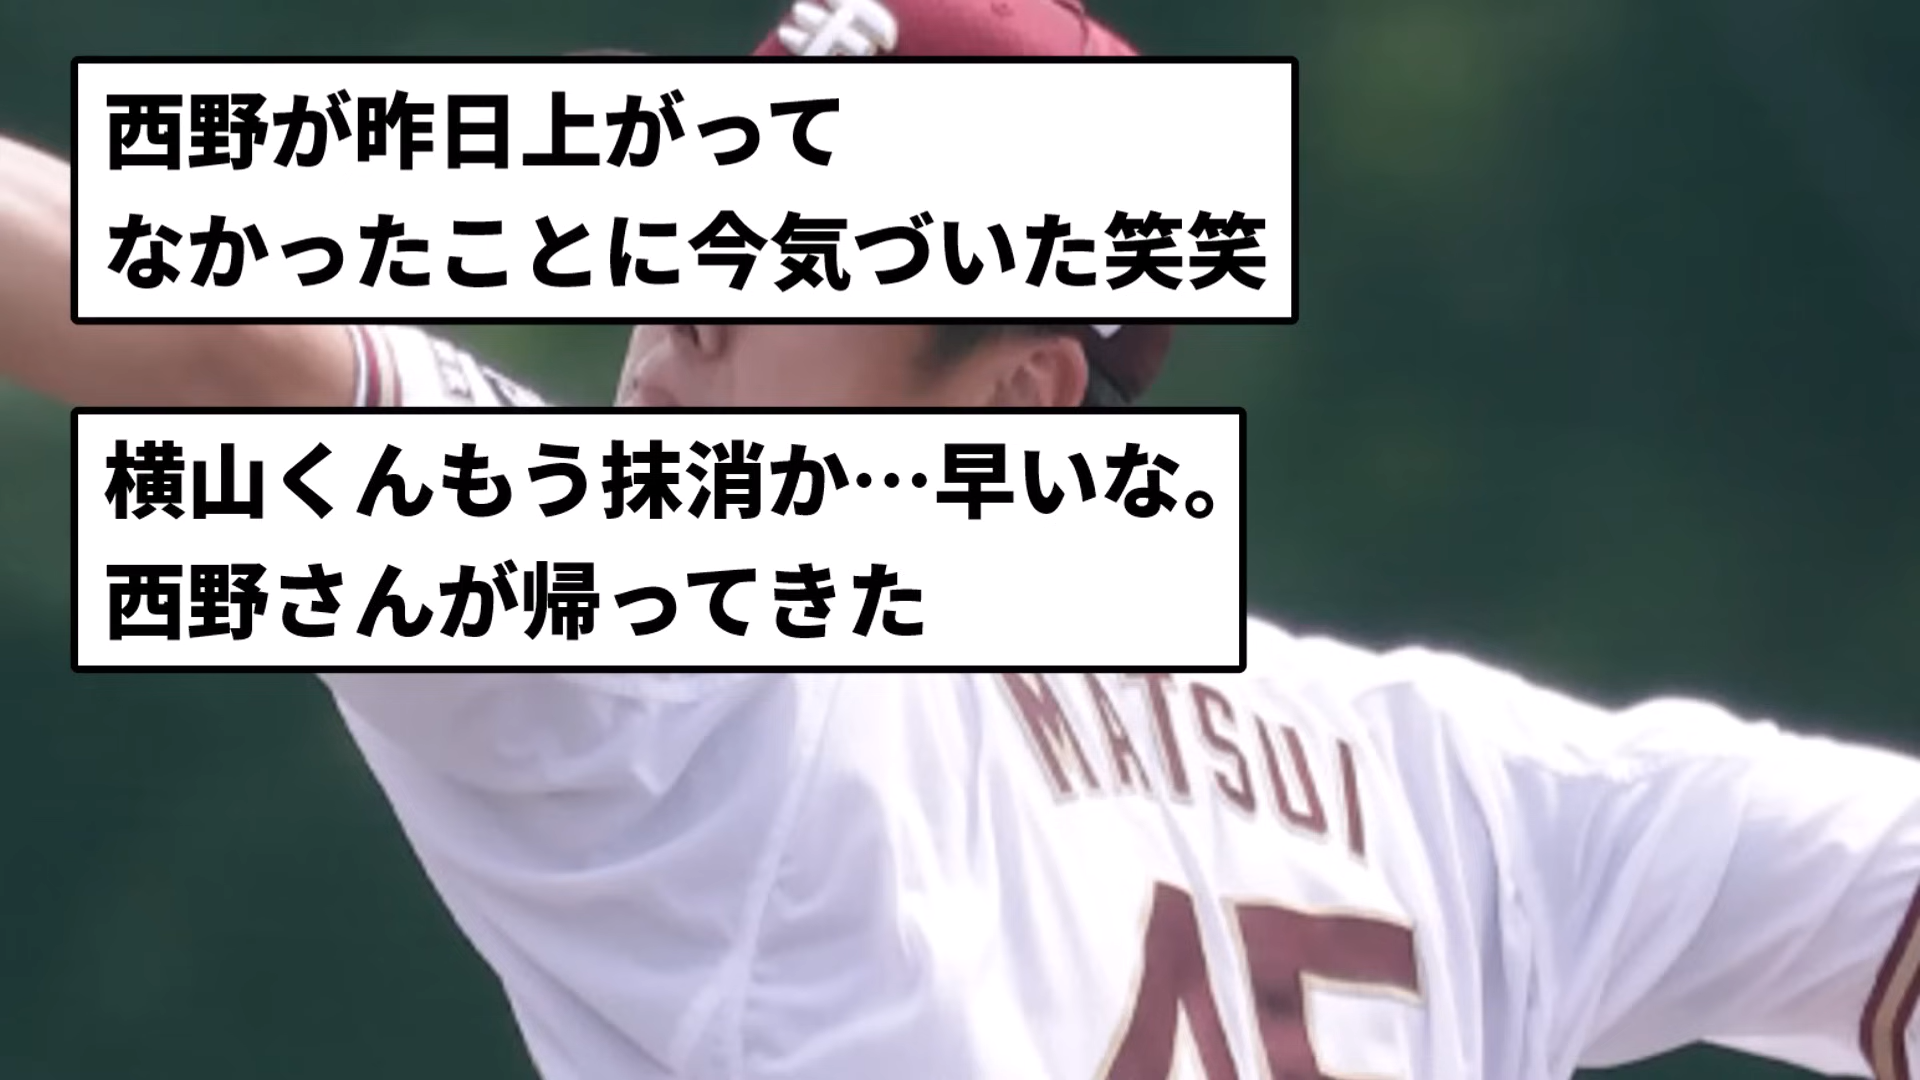 西野が昨日上がって
なかったことに今気づいた笑笑
横山くんもう抹消か…早いな。
西野さんが帰ってきた
MATSUI
45